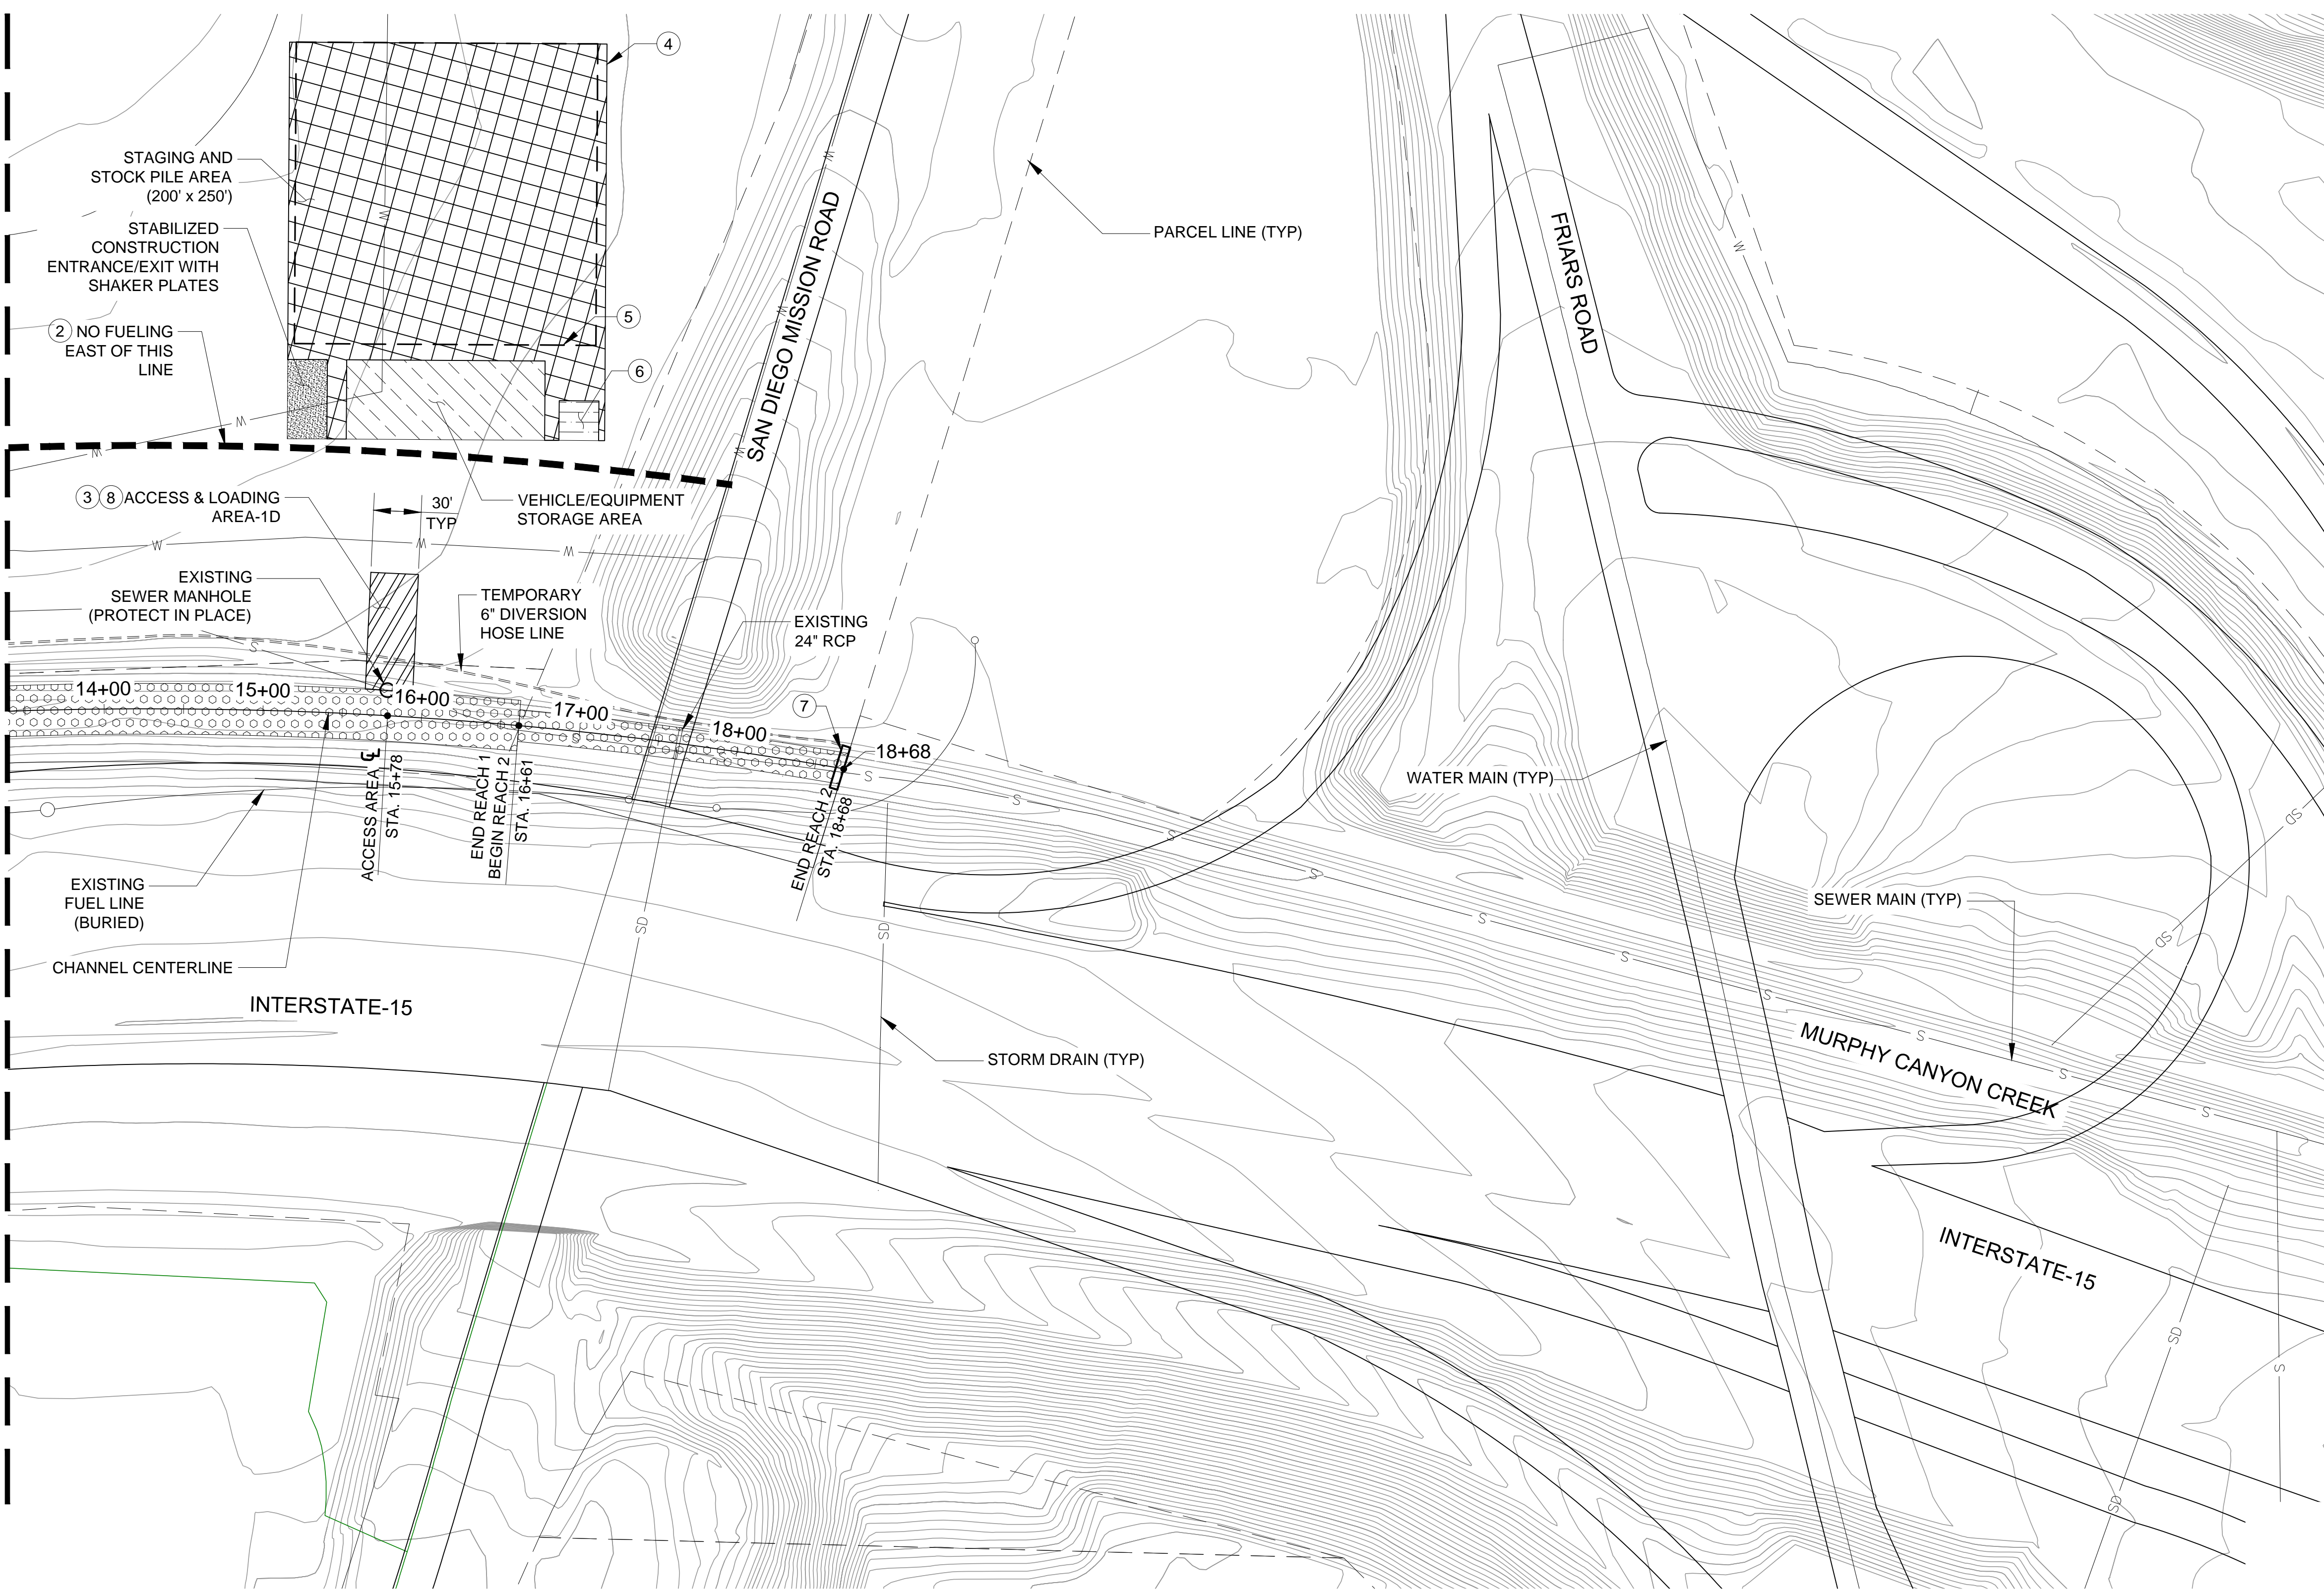 4
STAGING AND
STOCK PILE AREA
(200' x 250')
STABILIZED
CONSTRUCTION
ENTRANCE/EXIT WITH
SHAKER PLATES
2 NO FUELING
EAST OF THIS
LINE
5
6
W
W
W
W
W
W
W
W
W
W
W
SAN DIEGO MISSION ROAD
PARCEL LINE (TYP)
FRIARS ROAD
3 8 ACCESS & LOADING
AREA-1D
30'
TYP
VEHICLE/EQUIPMENT
STORAGE AREA
EXISTING
SEWER MANHOLE
(PROTECT IN PLACE)
TEMPORARY
6" DIVERSION
HOSE LINE
EXISTING
24" RCP
S
14+00
15+00
16+00
17+00
18+00
7
18+68
S
S
S
S
S
S
S
S
S
S
S
S
ACCESS AREA ℄
STA. 15+78
END REACH 1
BEGIN REACH 2
STA. 16+61
END REACH 2
STA. 18+68
WATER MAIN (TYP)
SEWER MAIN (TYP)
EXISTING
FUEL LINE
(BURIED)
CHANNEL CENTERLINE
INTERSTATE-15
SD
SD
SD
SD
STORM DRAIN (TYP)
MURPHY CANYON CREEK
INTERSTATE-15
SD
SD